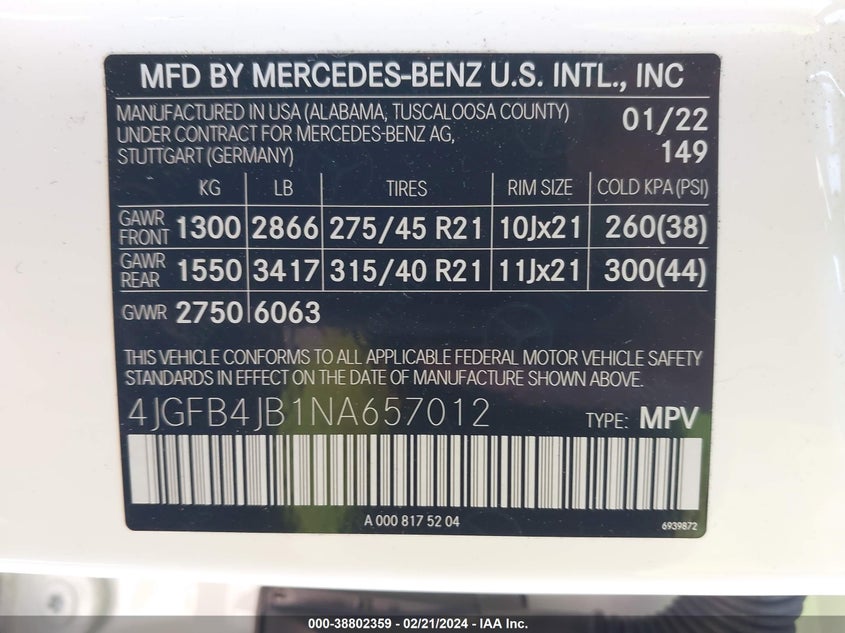 MFD BY MERCEDES-BENZ U.S. INTL., INC
MANUFACTURED IN USA (ALABAMA, TUSCALOOSA COUNTY) 01/22
UNDER CONTRACT FOR MERCEDES-BENZ AG,
STUTTGART (GERMANY) 149
KG LB TIRES RIM SIZE COLD KPA (PSI)
GAWR FRONT 1300 2866 275/45 R21 10Jx21 260(38)
GAWR REAR 1550 3417 315/40 R21 11Jx21 300(44)
GVWR 2750 6063
THIS VEHICLE CONFORMS TO ALL APPLICABLE FEDERAL MOTOR VEHICLE SAFETY
STANDARDS IN EFFECT ON THE DATE OF MANUFACTURE SHOWN ABOVE.
4JGFB4JB1NA657012 TYPE: MPV
A 000 817 52 04 6939872
000-38802359 / 02/21/2024 - IAA Inc.